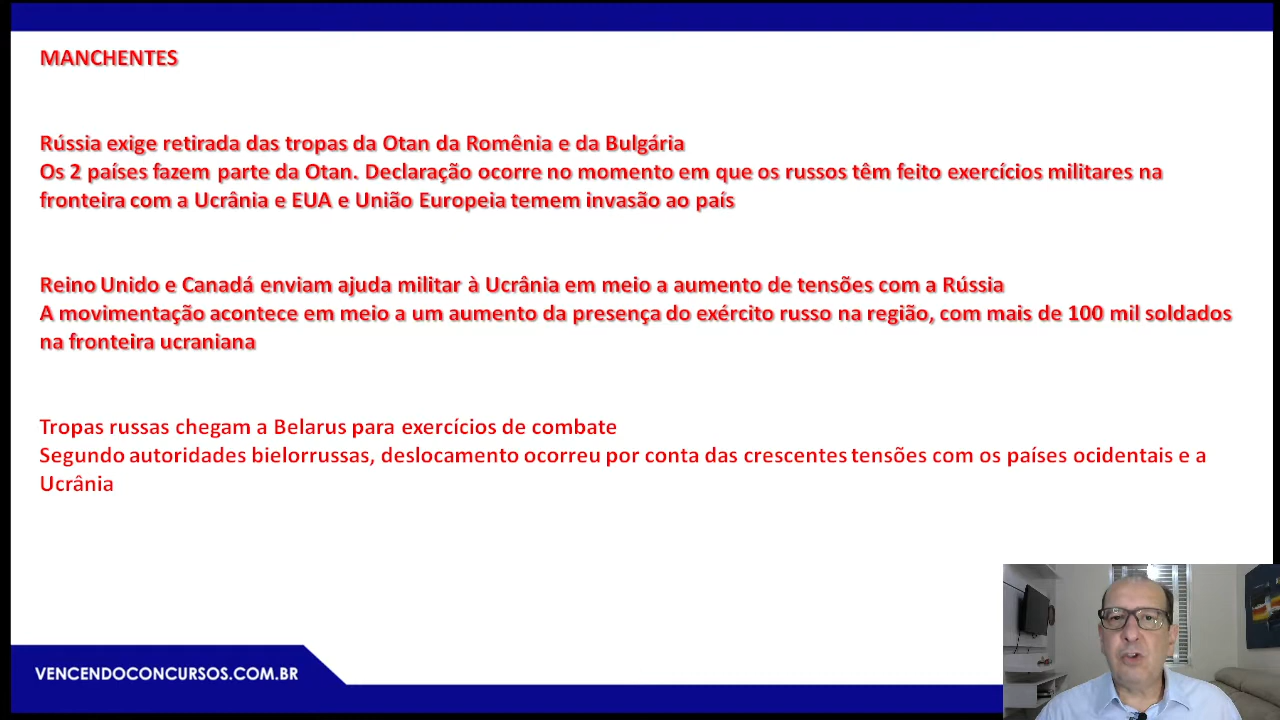 MANCHENTES
Rússia exige retirada das tropas da Otan da Romênia e da Bulgária
Os 2 países fazem parte da Otan. Declaração ocorre no momento em que os russos têm feito exercícios militares na
fronteira com a Ucrânia e EUA e União Europeia temem invasão ao país
Reino Unido e Canadá enviam ajuda militar à Ucrânia em meio a aumento de tensões com a Rússia
A movimentação acontece em meio a um aumento da presença do exército russo na região, com mais de 100 mil soldados
na fronteira ucraniana
Tropas russas chegam a Belarus para exercícios de combate
Segundo autoridades bielorrussas, deslocamento ocorreu por conta das crescentes tensões com os países ocidentais e a
Ucrânia
VENCENDOCONCURSOS.COM.BR